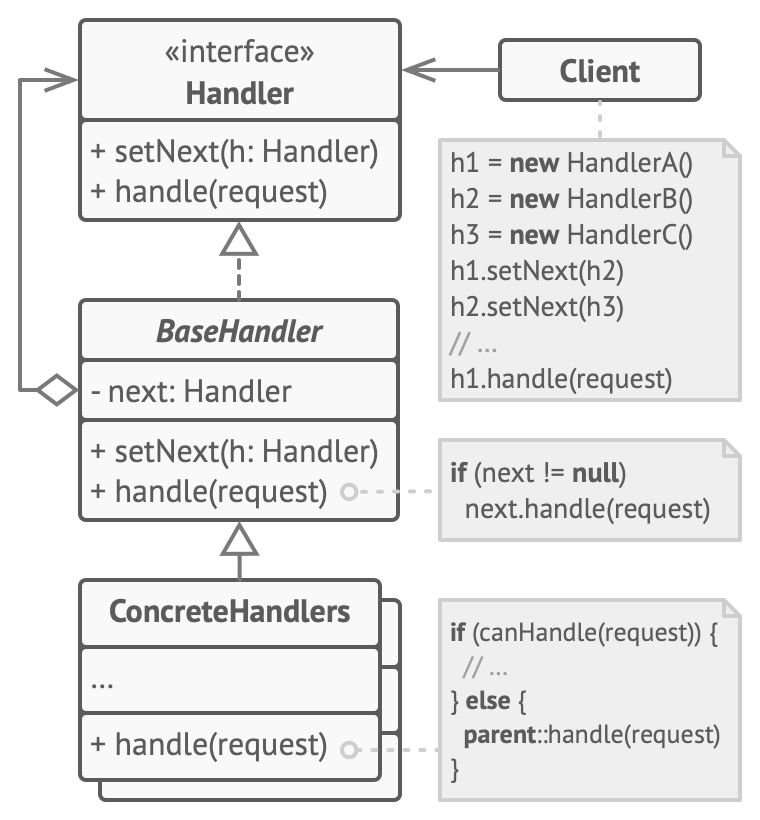 «interface»
Handler
+ setNext(h: Handler)
+ handle(request)
Client
h1 = new HandlerA()
h2 = new HandlerB()
h3 = new HandlerC()
h1.setNext(h2)
h2.setNext(h3)
// ...
h1.handle(request)
BaseHandler
- next: Handler
+ setNext(h: Handler)
+ handle(request)
if (next != null)
next.handle(request)
ConcreteHandlers
...
+ handle(request)
if (canHandle(request)) {
// ...
} else {
parent::handle(request)
}